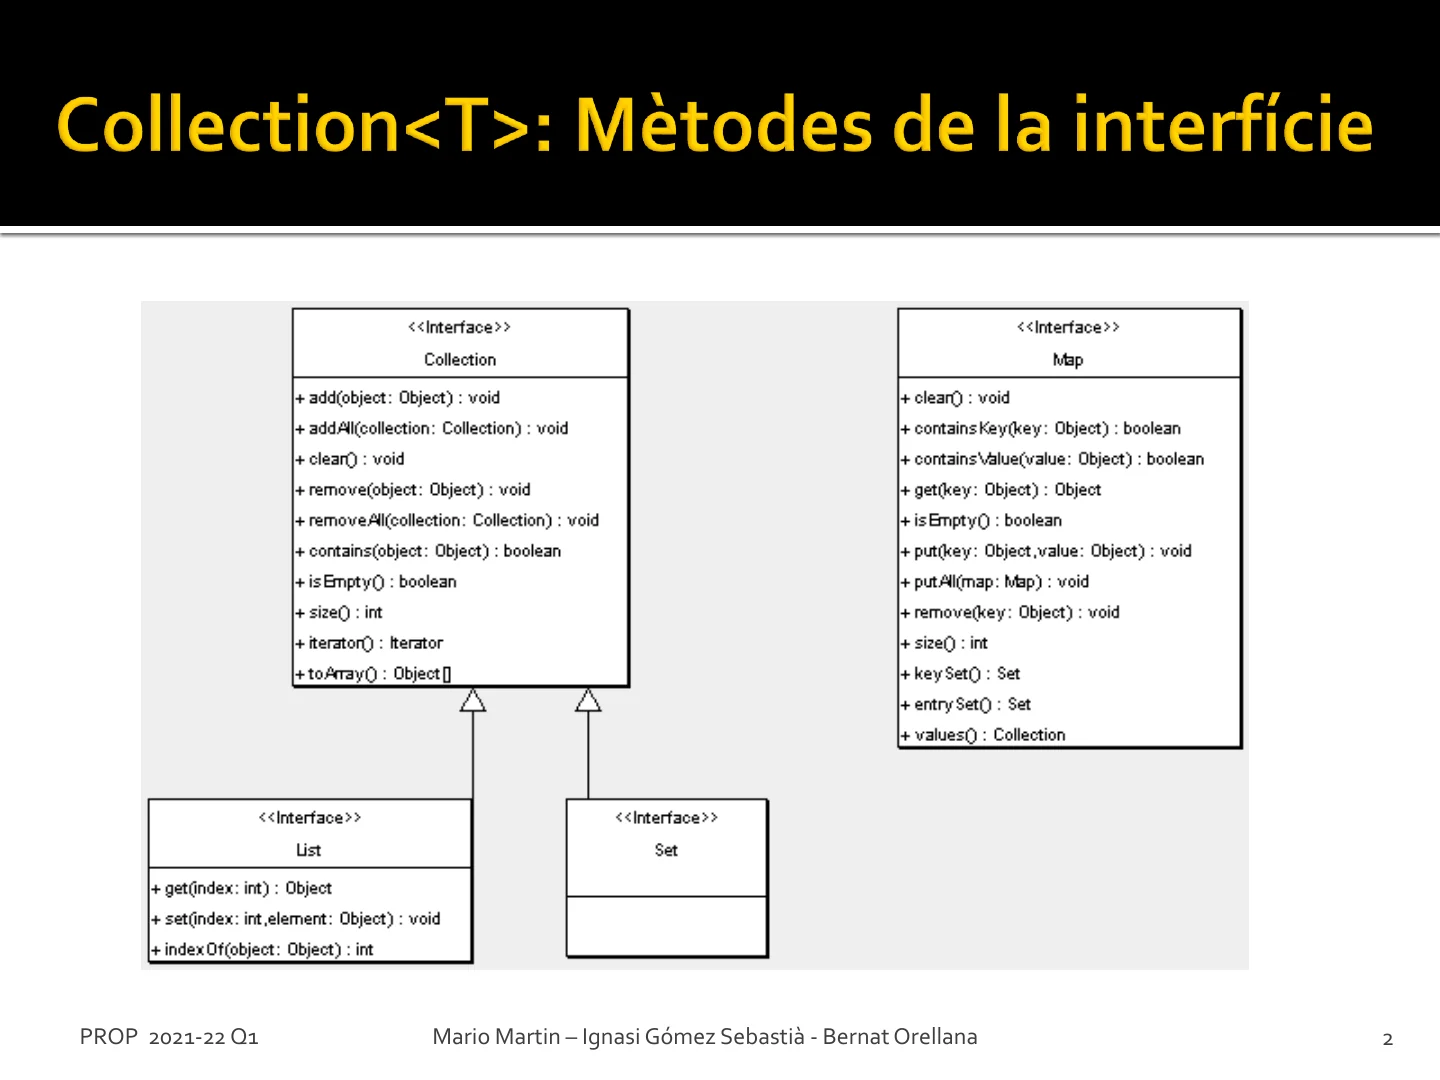 Collection<T>: Mètodes de la interfície
<<Interface>>
Collection
+ add(object: Object) : void
+ addAll(collection: Collection) : void
+ clear() : void
+ remove(object: Object) : void
+ removeAll(collection: Collection) : void
+ contains(object: Object) : boolean
+ isEmpty() : boolean
+ size() : int
+ iterator() : Iterator
+ toArray() : Object[]
<<Interface>>
Map
+ clear() : void
+ containsKey(key: Object) : boolean
+ containsValue(value: Object) : boolean
+ get(key: Object) : Object
+ isEmpty() : boolean
+ put(key: Object,value: Object) : void
+ putAll(map: Map) : void
+ remove(key: Object) : void
+ size() : int
+ keySet() : Set
+ entrySet() : Set
+ values() : Collection
<<Interface>>
List
+ get(index: int) : Object
+ set(index: int,element: Object) : void
+ indexOf(object: Object) : int
<<Interface>>
Set
PROP 2021-22 Q1
Mario Martin – Ignasi Gómez Sebastià - Bernat Orellana
2